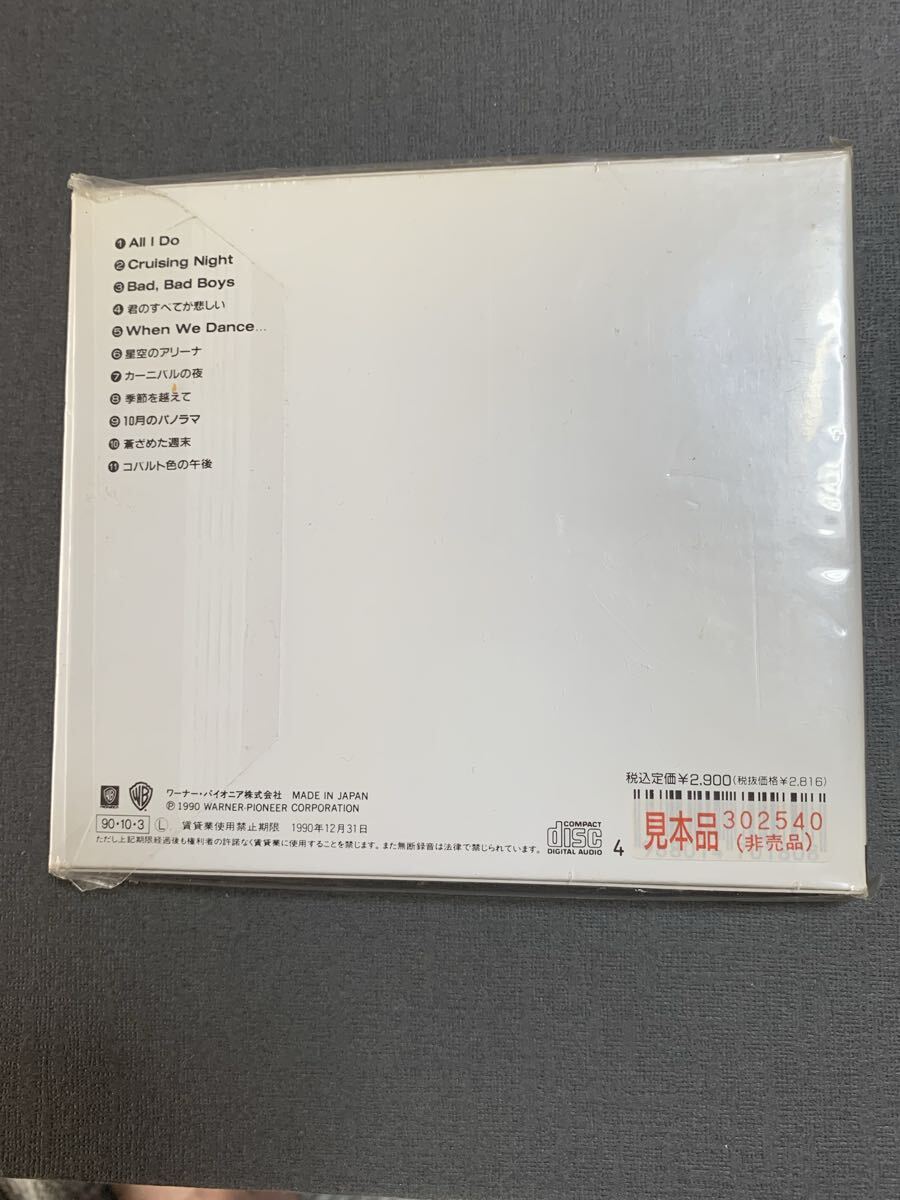 ❶ All I Do
❷ Cruising Night
❸ Bad, Bad Boys
❹ 君のすべてが悲しい
❺ When We Dance...
❻ 星空のアリーナ
❼ カーニバルの夜
❽ 季節を越えて
❾ 10月のパノラマ
❿ 蒼ざめた週末
⓫ コバルト色の午後
税込定価¥2,900(税抜価格¥2,816)
ワーナー・パイオニア株式会社 MADE IN JAPAN
℗1990 WARNER-PIONEER CORPORATION
90・10・3 Ⓛ 賃貸業使用禁止期限 1990年12月31日
ただし上記期限経過後も権利者の許諾なく賃貸業に使用することを禁じます。また無断録音は法律で禁じられています。
COMPACT
disc
DIGITAL AUDIO
4
見本品 302540
(非売品)